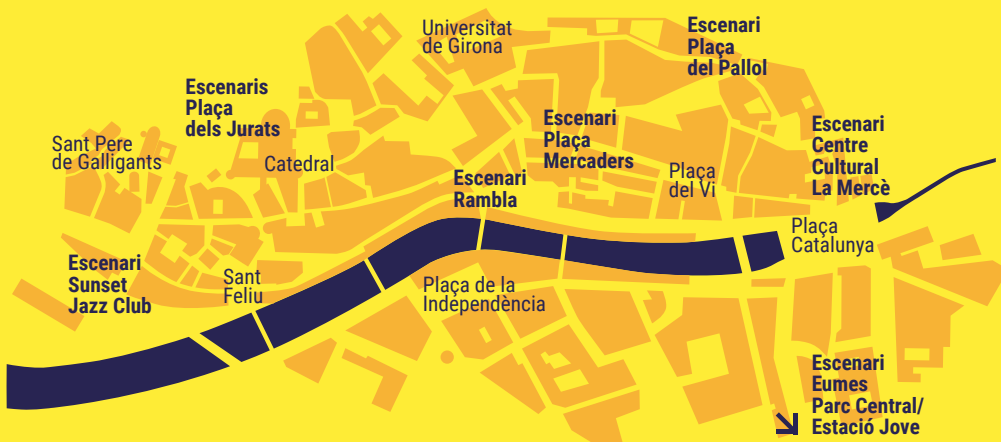 Universitat
de Girona
Escenari
Plaça
del Pallol
Escenaris
Plaça
dels Jurats
Sant Pere
de Galligants
Catedral
Escenari
Plaça
Mercaders
Escenari
Centre
Cultural
La Mercè
Escenari
Rambla
Plaça
del Vi
Plaça
Catalunya
Escenari
Sunset
Jazz Club
Sant
Feliu
Plaça de la
Independència
Escenari
Eumes
Parc Central/
Estació Jove